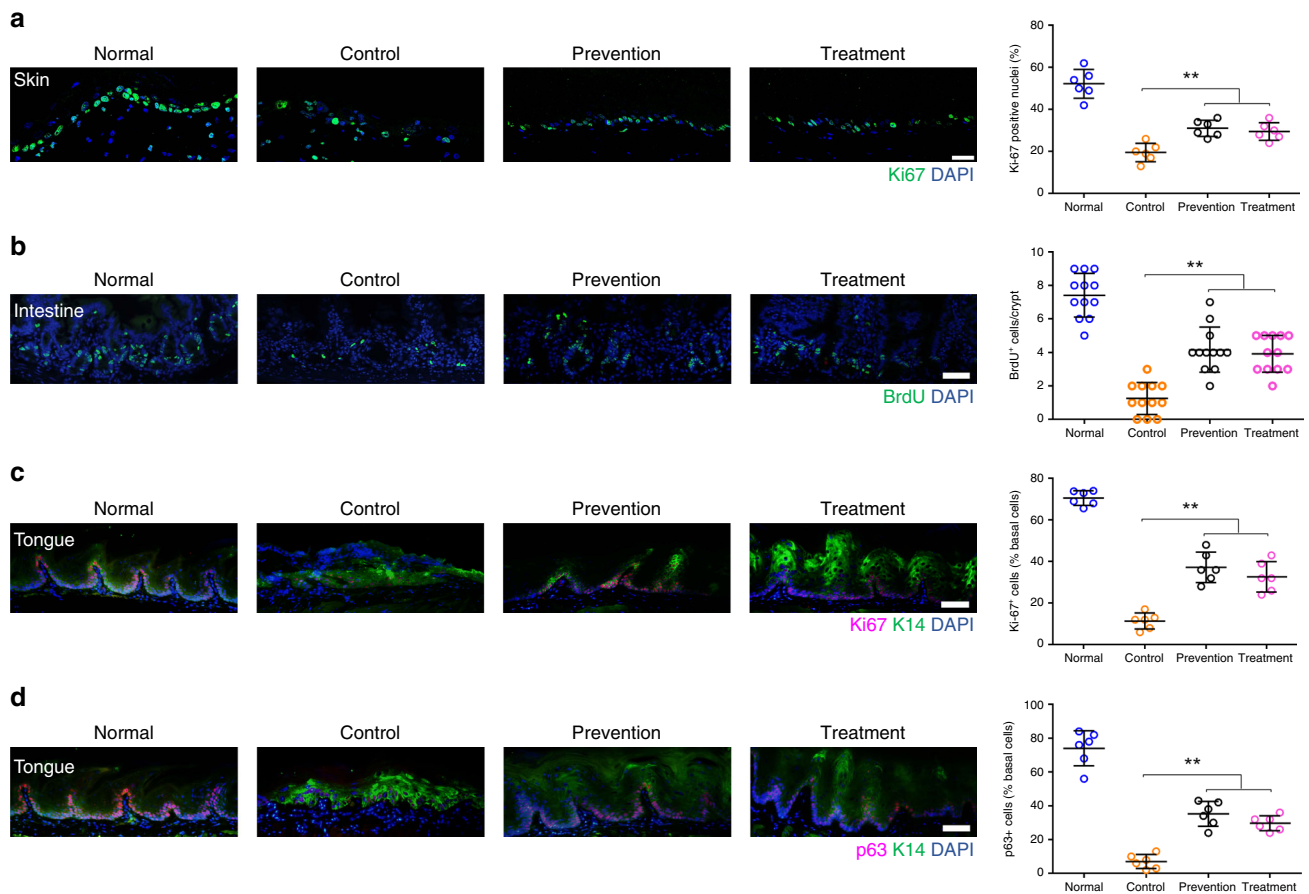 a
Normal Control Prevention Treatment
Skin
Ki67 DAPI
Ki-67 positive nuclei (%)
80
60
40
20
0
**
Normal Control Prevention Treatment
b
Normal Control Prevention Treatment
Intestine
BrdU DAPI
BrdU⁺ cells/crypt
10
8
6
4
2
0
**
Normal Control Prevention Treatment
c
Normal Control Prevention Treatment
Tongue
Ki67 K14 DAPI
Ki-67⁺ cells (% basal cells)
80
60
40
20
0
**
Normal Control Prevention Treatment
d
Normal Control Prevention Treatment
Tongue
p63 K14 DAPI
p63+ cells (% basal cells)
100
80
60
40
20
0
**
Normal Control Prevention Treatment